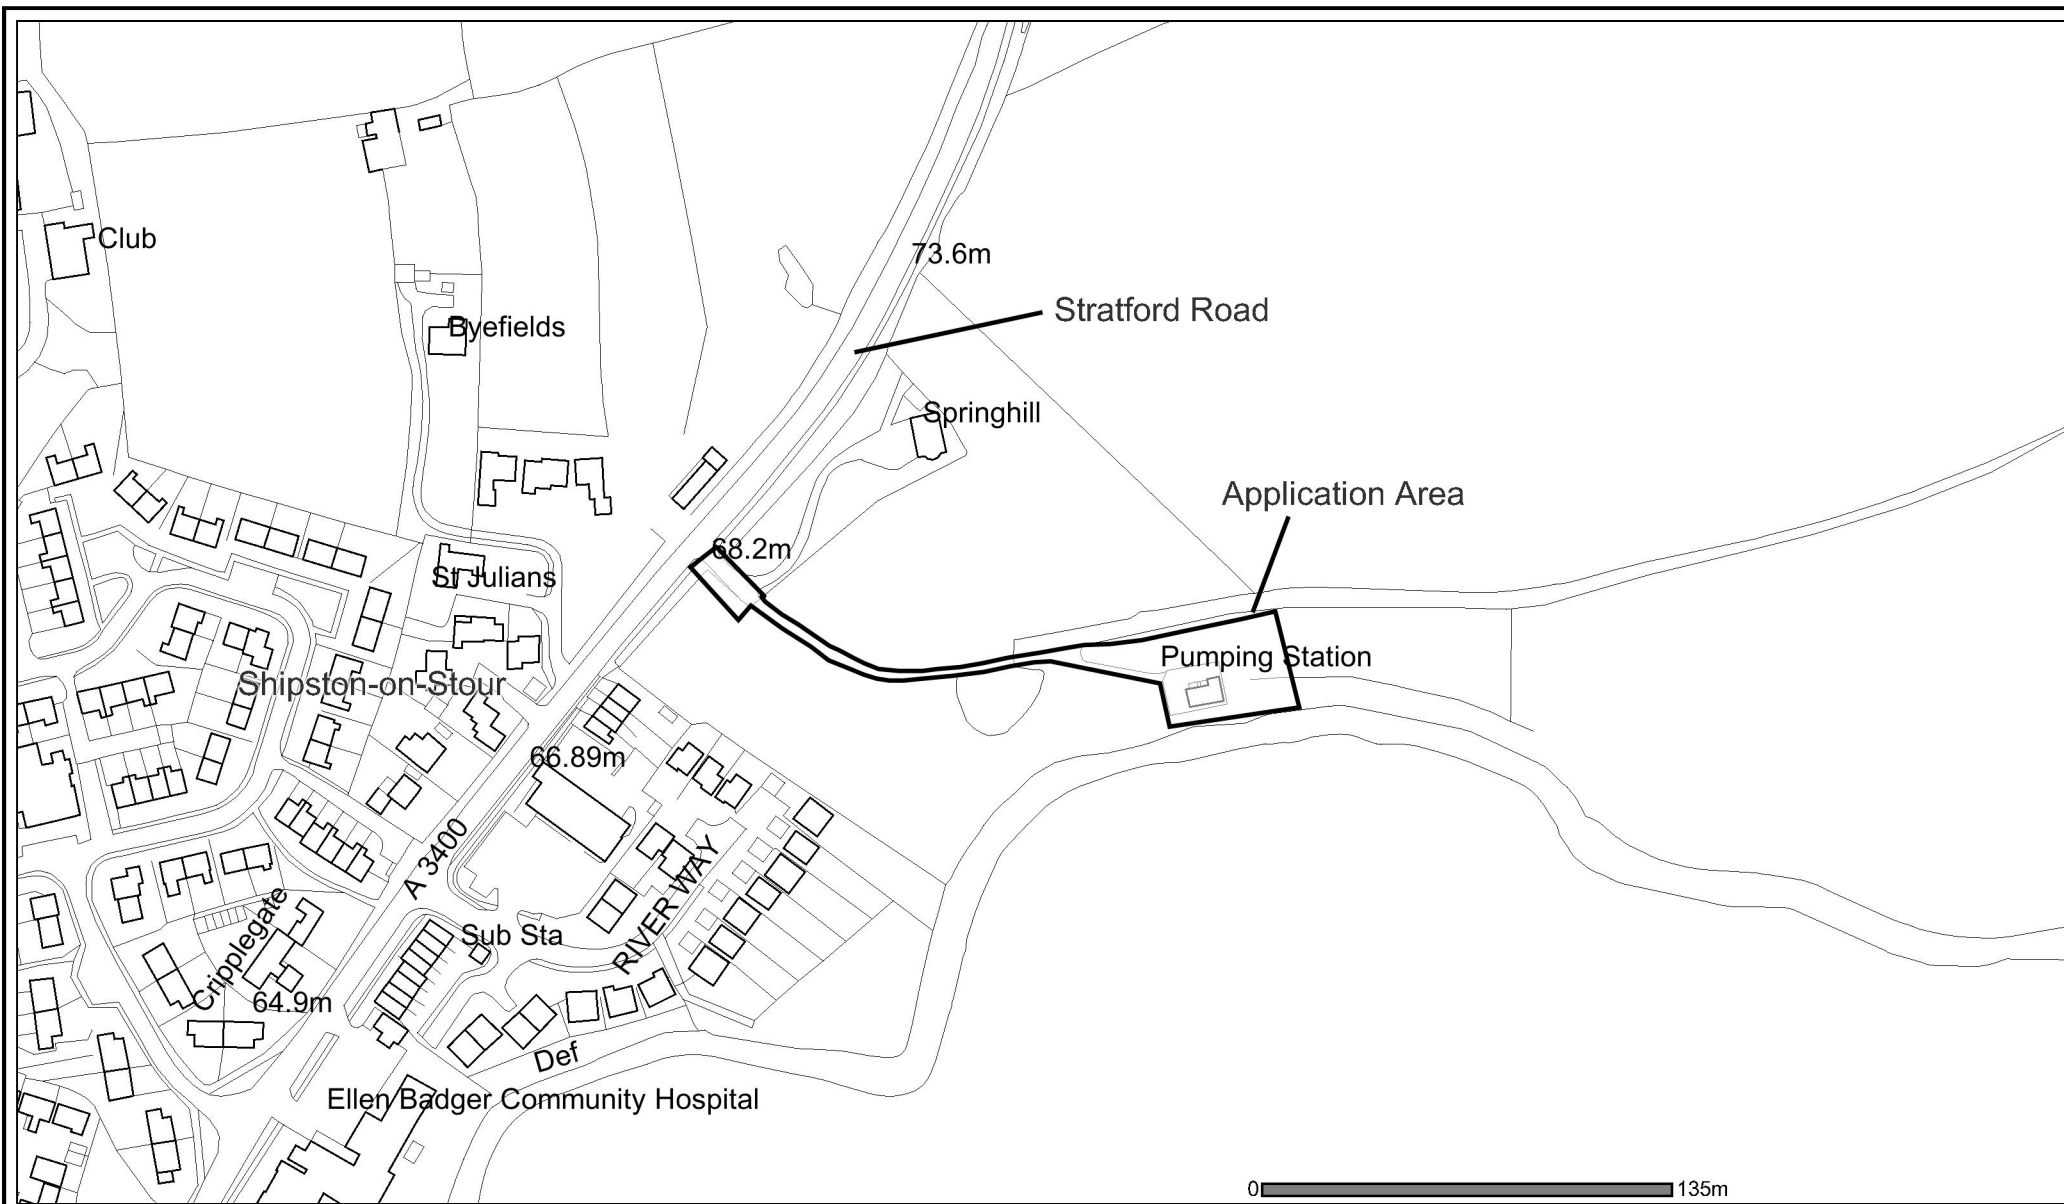 Club
73.6m
Stratford Road
Byefields
Springhill
Application Area
68.2m
St Julians
Pumping Station
Shipston-on-Stour
66.89m
A 3400
RIVER WAY
Cripplegate
Sub Sta
64.9m
Def
Ellen Badger Community Hospital
0 135m